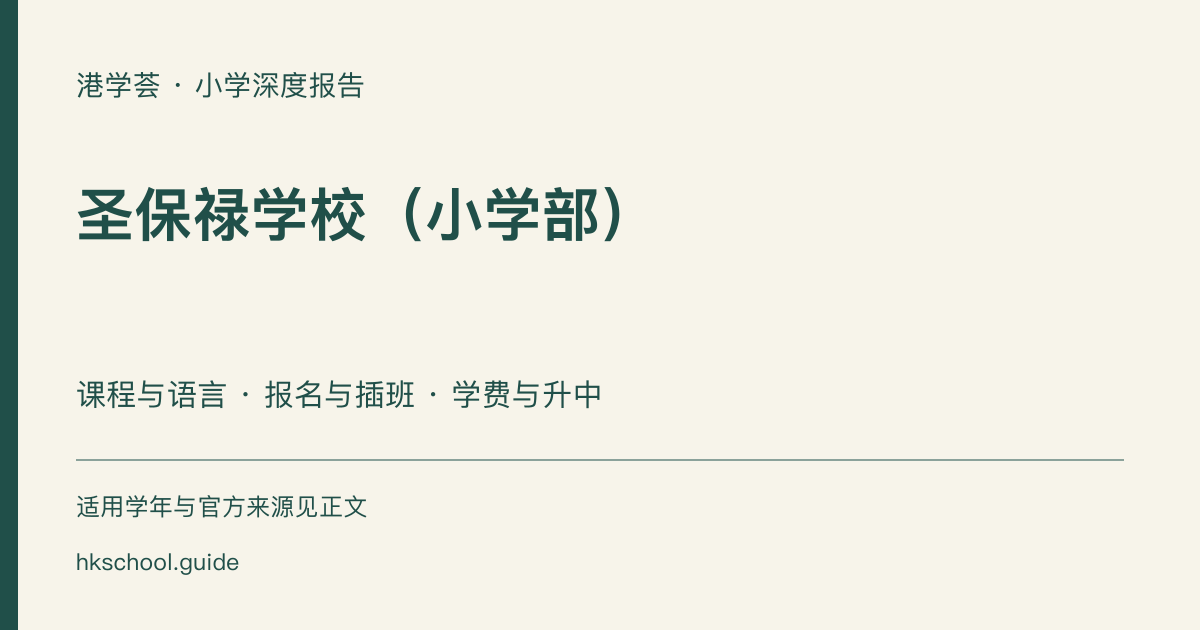 港学荟 · 小学深度报告
圣保禄学校（小学部）
课程与语言 · 报名与插班 · 学费与升中
适用学年与官方来源见正文
hkschool.guide